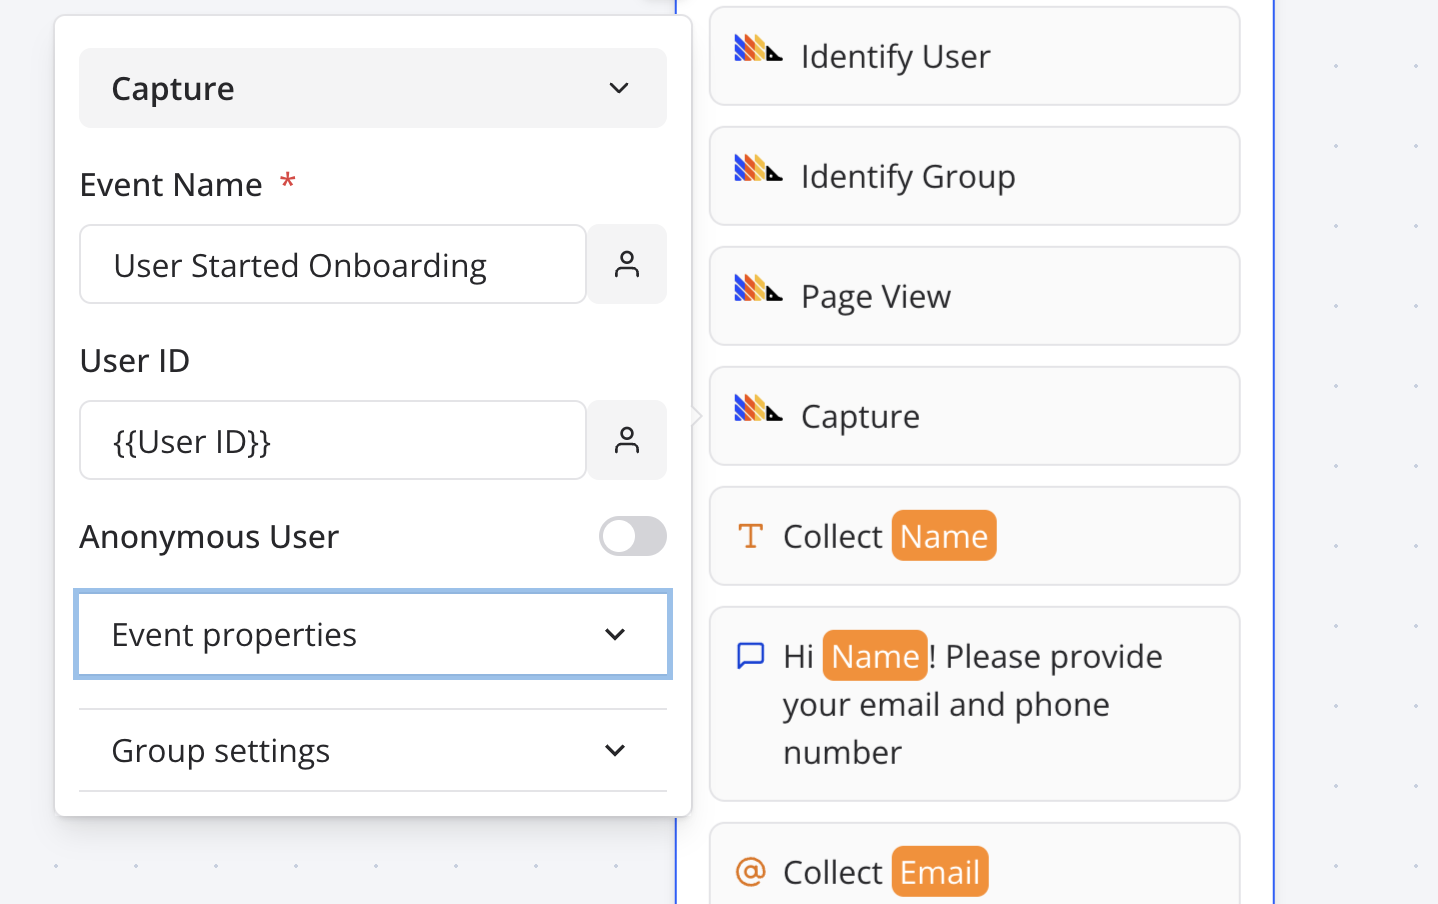 Capture
Event Name *
User Started Onboarding
User ID
{{User ID}}
Anonymous User
Event properties
Group settings
Identify User
Identify Group
Page View
Capture
Collect Name
Hi Name! Please provide
your email and phone
number
Collect Email